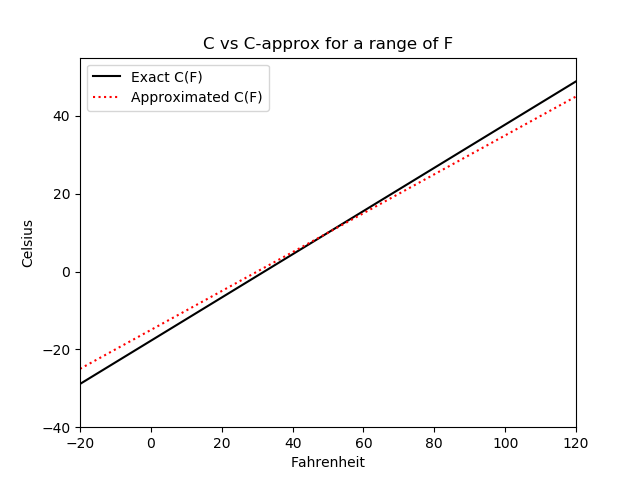 C vs C-approx for a range of F
Exact C(F)
Approximated C(F)
40
20
0
−20
−40
Celsius
−20 0 20 40 60 80 100 120
Fahrenheit